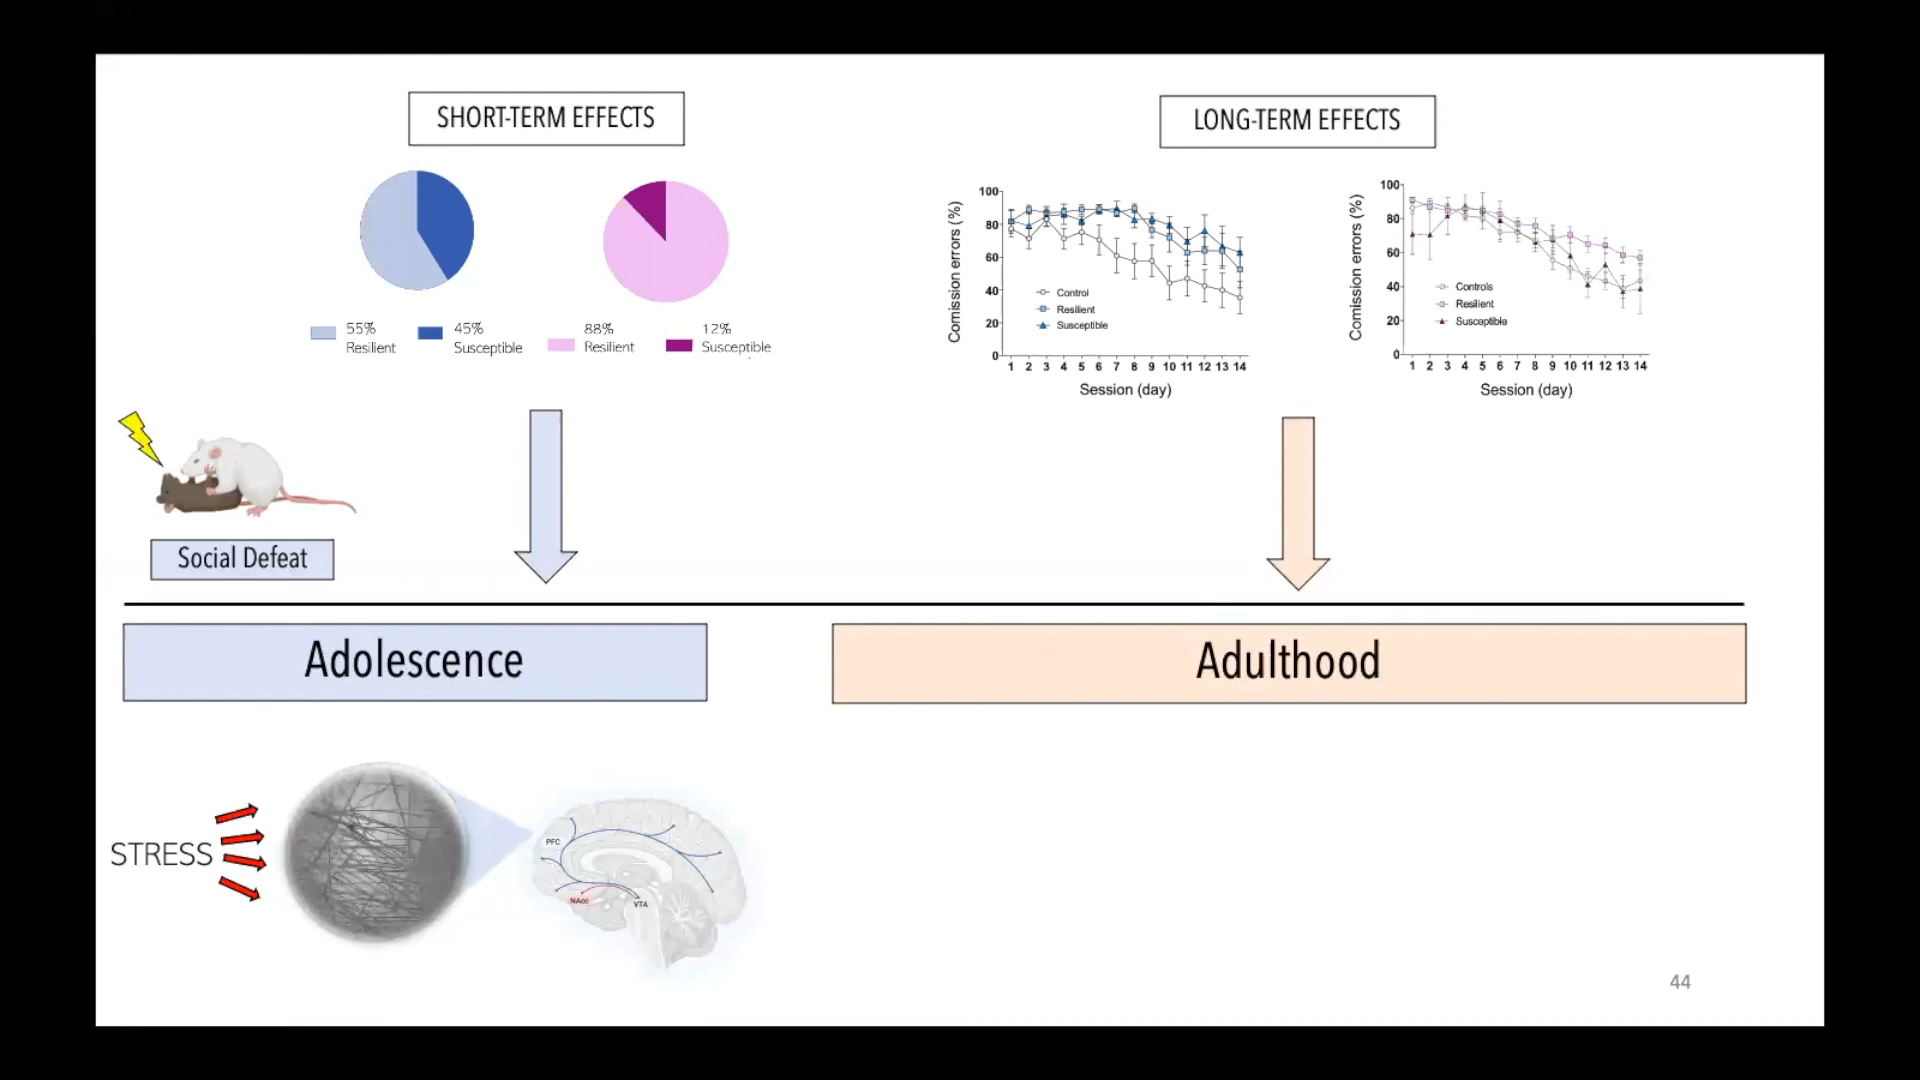 SHORT-TERM EFFECTS
LONG-TERM EFFECTS
55%
Resilient
45%
Susceptible
88%
Resilient
12%
Susceptible
Comission errors (%)
100
80
60
40
20
0
Control
Resilient
Susceptible
1 2 3 4 5 6 7 8 9 10 11 12 13 14
Session (day)
Comission errors (%)
100
80
60
40
20
0
Controls
Resilient
Susceptible
1 2 3 4 5 6 7 8 9 10 11 12 13 14
Session (day)
Social Defeat
Adolescence
Adulthood
STRESS
PFC
NAcc
VTA
44